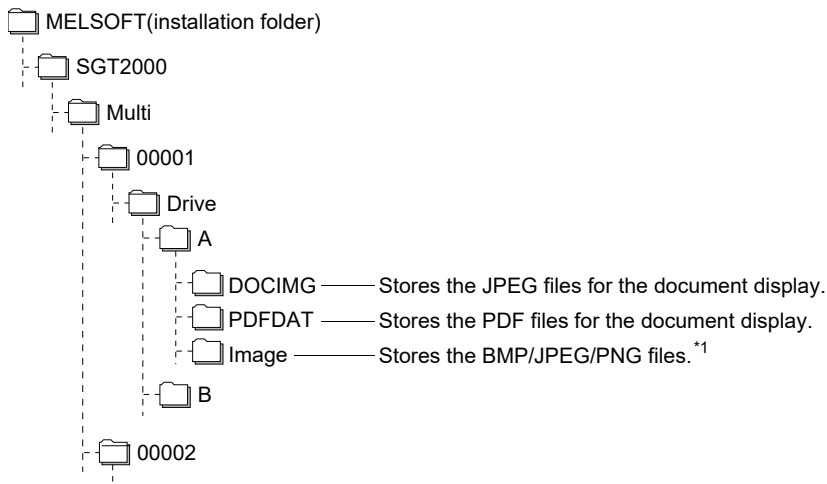 MELSOFT(installation folder)
SGT2000
Multi
00001
Drive
A
DOCIMG Stores the JPEG files for the document display.
PDFDAT Stores the PDF files for the document display.
Image Stores the BMP/JPEG/PNG files.*1
B
00002